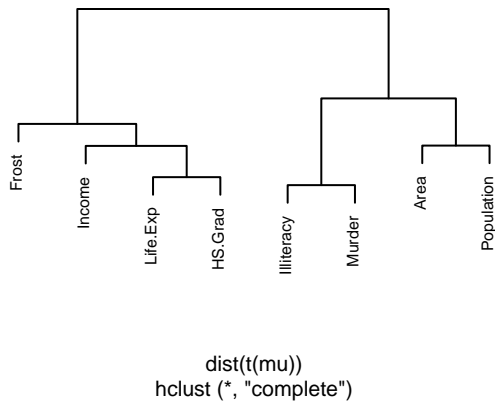 Frost
Income
Life.Exp
HS.Grad
Illiteracy
Murder
Area
Population
dist(t(mu))
hclust (*, "complete")